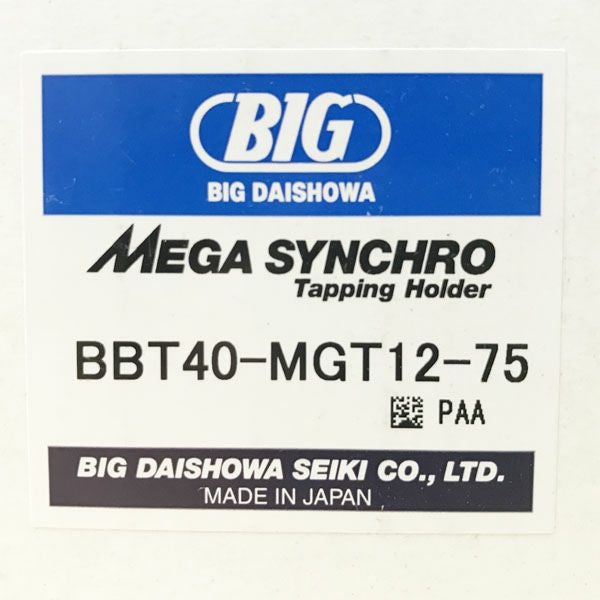 BIG
BIG DAISHOWA
MEGA SYNCHRO
Tapping Holder
BBT40-MGT12-75
PAA
BIG DAISHOWA SEIKI CO., LTD.
MADE IN JAPAN